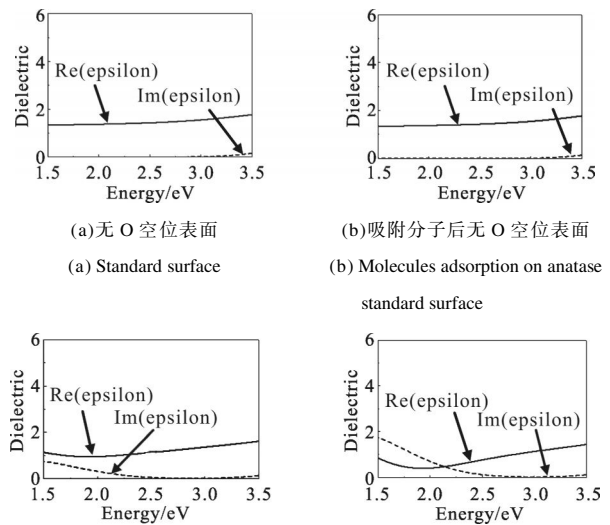 6
4
2
0
Dielectric
Re(epsilon)
Im(epsilon)
1.5 2.0 2.5 3.0 3.5
Energy/eV
6
4
2
0
Dielectric
Re(epsilon)
Im(epsilon)
1.5 2.0 2.5 3.0 3.5
Energy/eV
(a)无 O 空位表面
(b)吸附分子后无 O 空位表面
(a) Standard surface
(b) Molecules adsorption on anatase
standard surface
6
4
2
0
Dielectric
Re(epsilon)
Im(epsilon)
1.5 2.0 2.5 3.0 3.5
Energy/eV
6
4
2
0
Dielectric
Re(epsilon)
Im(epsilon)
1.5 2.0 2.5 3.0 3.5
Energy/eV